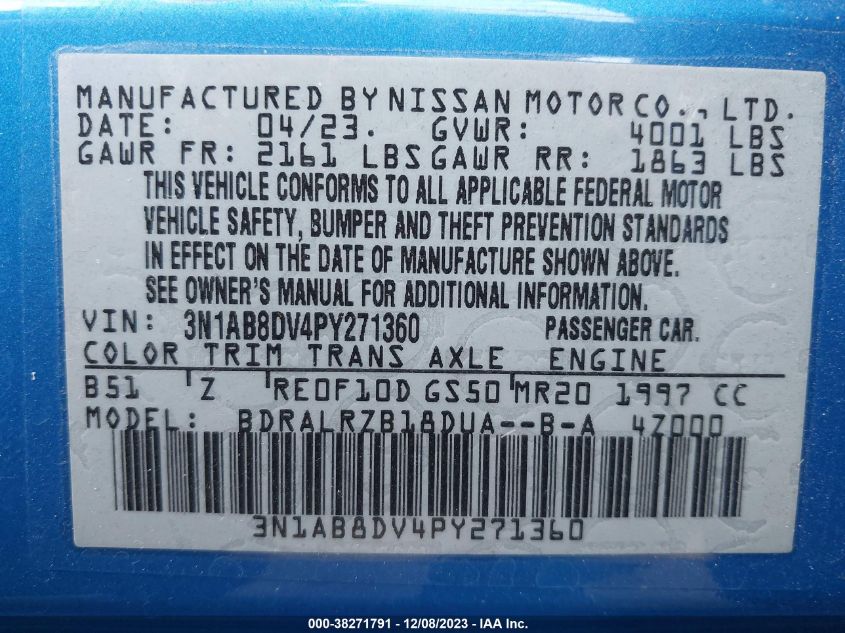 MANUFACTURED BY NISSAN MOTOR CO., LTD.
DATE: 04/23. GVWR: 4001 LBS
GAWR FR: 2161 LBS GAWR RR: 1863 LBS
THIS VEHICLE CONFORMS TO ALL APPLICABLE FEDERAL MOTOR
VEHICLE SAFETY, BUMPER AND THEFT PREVENTION STANDARDS
IN EFFECT ON THE DATE OF MANUFACTURE SHOWN ABOVE.
SEE OWNER'S MANUAL FOR ADDITIONAL INFORMATION.
VIN: 3N1AB8DV4PY271360 PASSENGER CAR.
COLOR TRIM TRANS AXLE ENGINE
B51 Z RE0F10D GS50 MR20 1997 CC
MODEL: BDRALRZB18DUA--B-A 4Z000
3N1AB8DV4PY271360
000-38271791 - 12/08/2023 - IAA Inc.